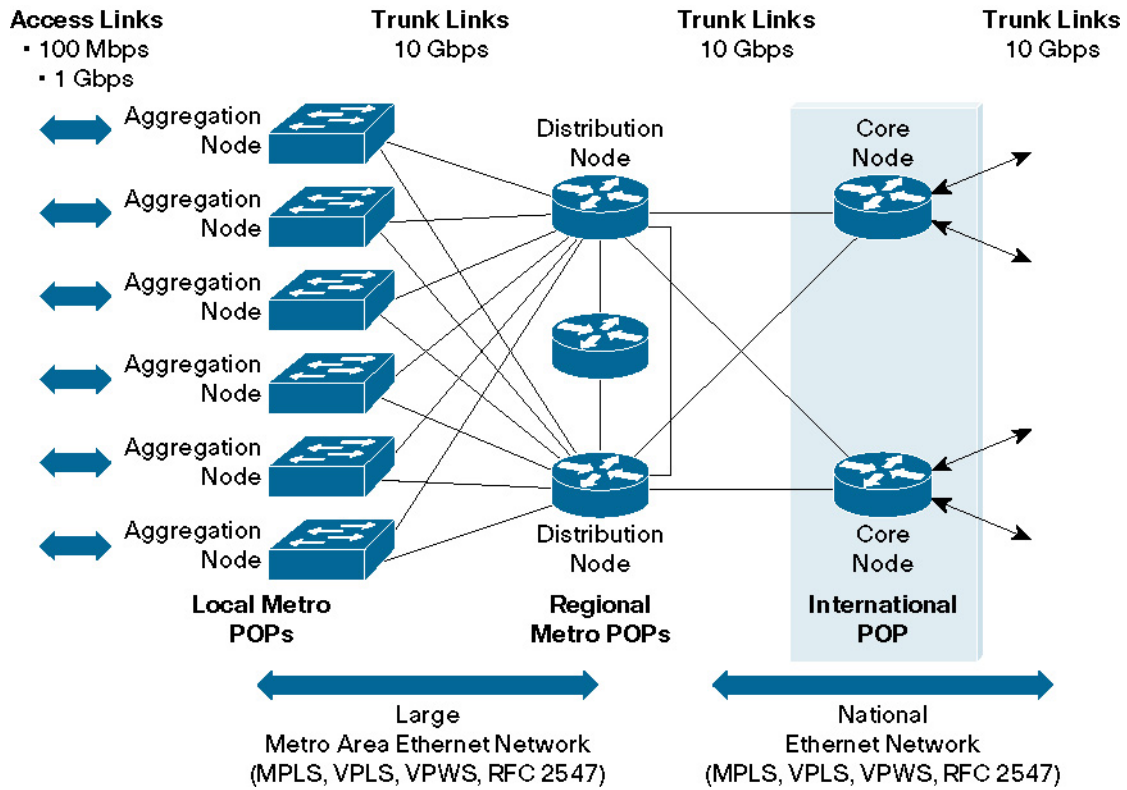 Access Links
▪ 100 Mbps
▪ 1 Gbps
Trunk Links
10 Gbps
Trunk Links
10 Gbps
Trunk Links
10 Gbps
Aggregation
Node
Aggregation
Node
Aggregation
Node
Aggregation
Node
Aggregation
Node
Aggregation
Node
Distribution
Node
Distribution
Node
Core
Node
Core
Node
Local Metro
POPs
Regional
Metro POPs
International
POP
Large
Metro Area Ethernet Network
(MPLS, VPLS, VPWS, RFC 2547)
National
Ethernet Network
(MPLS, VPLS, VPWS, RFC 2547)